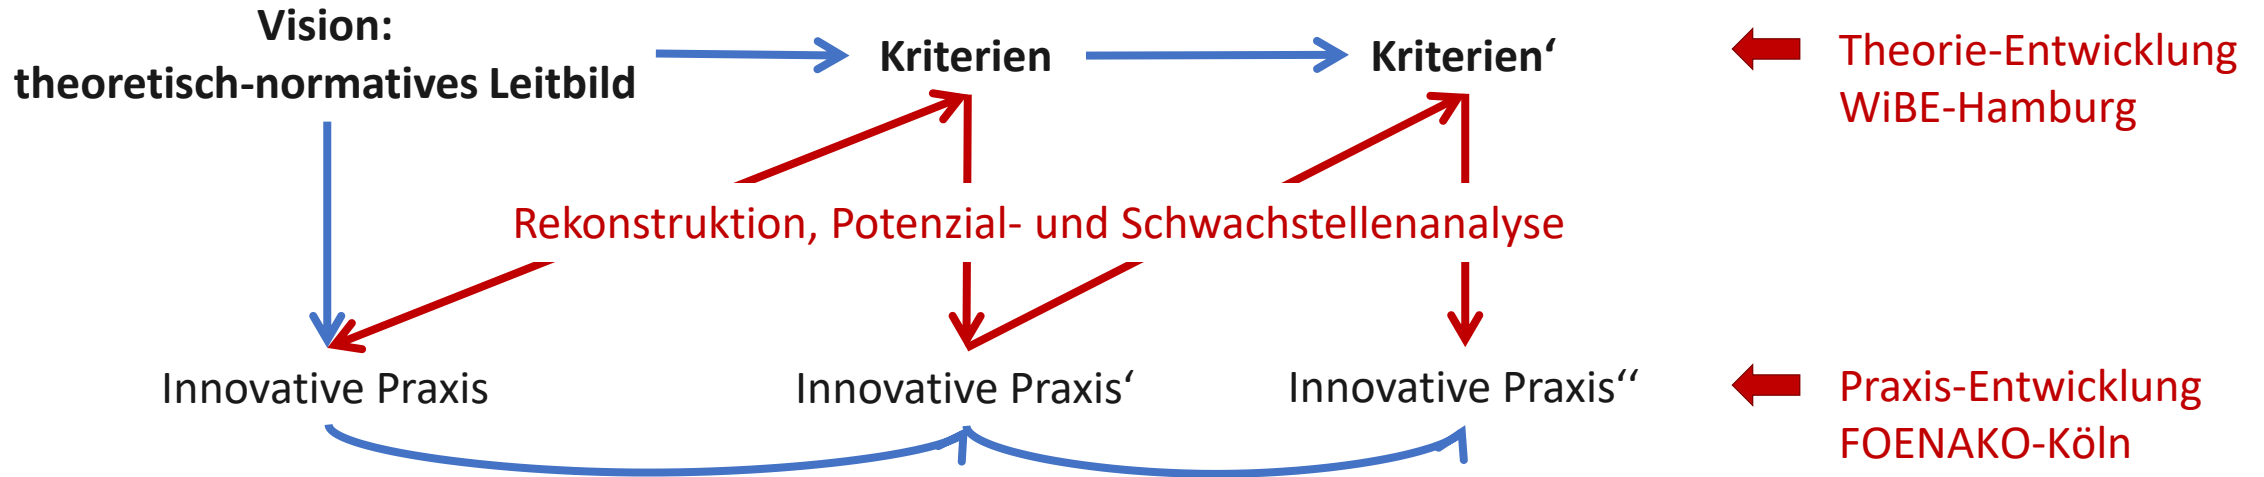 Vision:
theoretisch-normatives Leitbild
Kriterien
Kriterien‘
Theorie-Entwicklung
WiBE-Hamburg
Rekonstruktion, Potenzial- und Schwachstellenanalyse
Innovative Praxis
Innovative Praxis‘
Innovative Praxis‘‘
Praxis-Entwicklung
FOENAKO-Köln